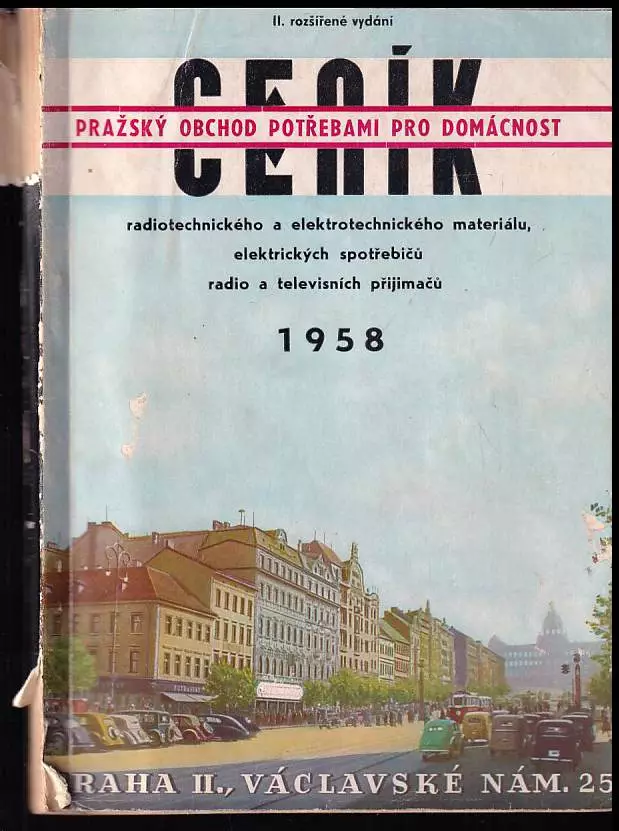 II. rozšířené vydání
CENÍK
PRAŽSKÝ OBCHOD POTŘEBAMI PRO DOMÁCNOST
radiotechnického a elektrotechnického materiálu,
elektrických spotřebičů
radio a televisních přijimačů
1958
POTRAVINY
RAHA II., VÁCLAVSKÉ NÁM. 25